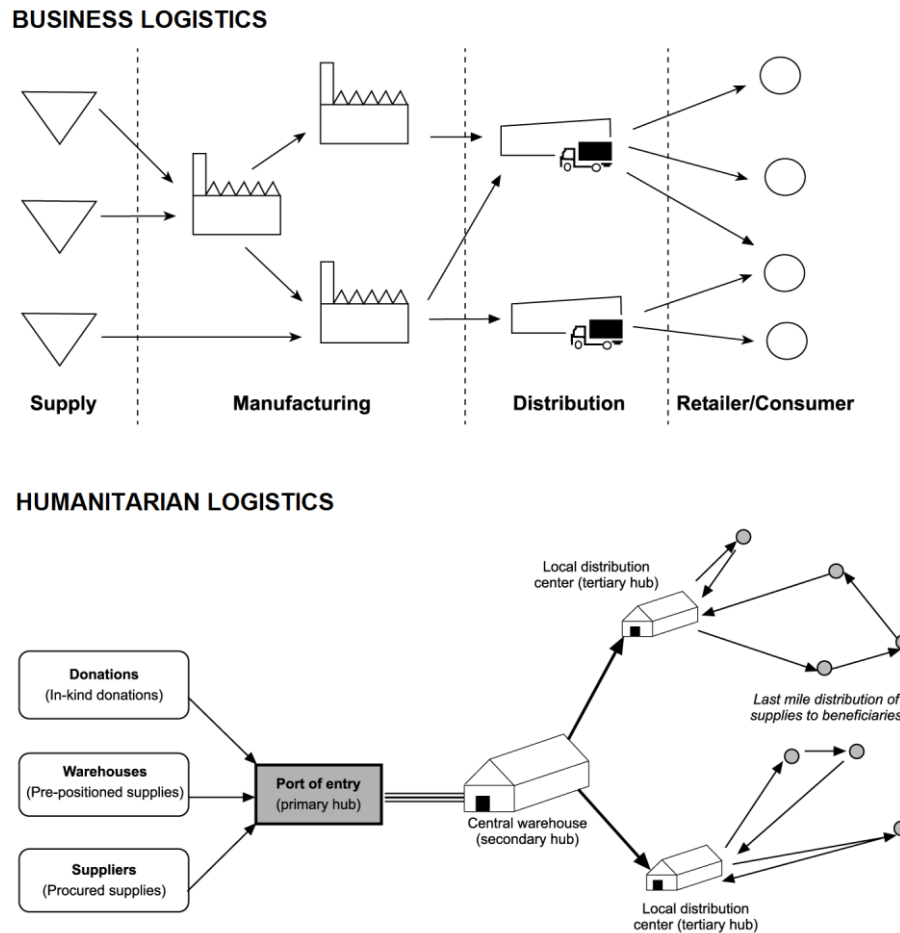 BUSINESS LOGISTICS
Supply
Manufacturing
Distribution
Retailer/Consumer
HUMANITARIAN LOGISTICS
Local distribution
center (tertiary hub)
Donations
(In-kind donations)
Last mile distribution of
supplies to beneficiaries
Warehouses
(Pre-positioned supplies)
Port of entry
(primary hub)
Central warehouse
(secondary hub)
Suppliers
(Procured supplies)
Local distribution
center (tertiary hub)